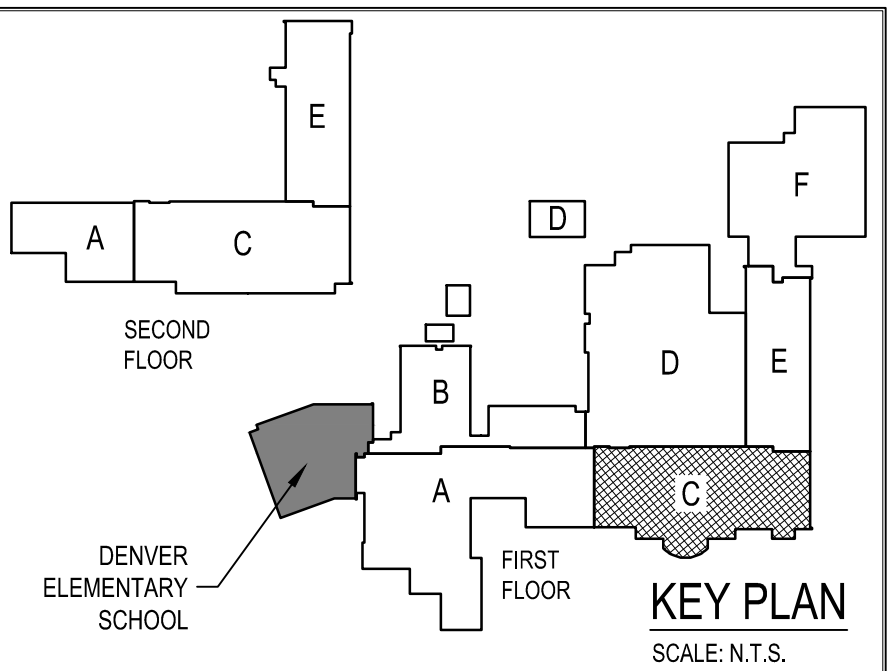 E
A
C
SECOND
FLOOR
F
D
D
E
B
A
C
DENVER
ELEMENTARY
SCHOOL
FIRST
FLOOR
KEY PLAN
SCALE: N.T.S.